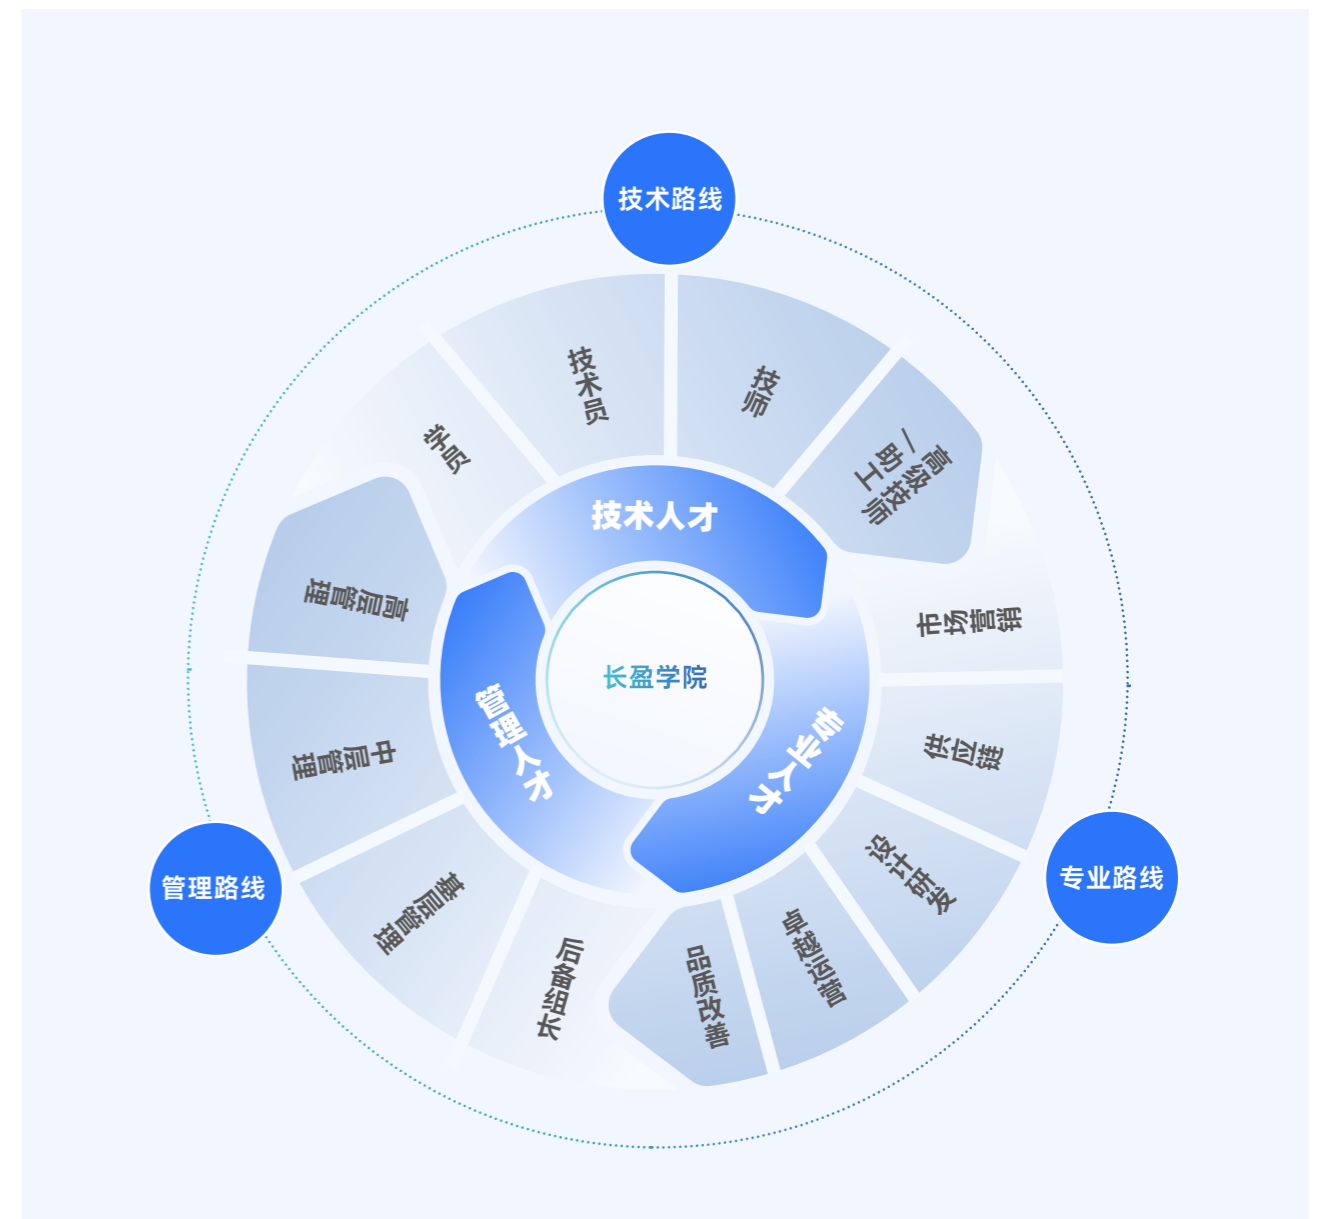 技术路线
技术员
技师
学员
高级技师
/助工
技术人才
高层管理
市场营销
长盈学院
管理人才
专业人才
中层管理
供应链
设计研发
基层管理
管理路线
专业路线
卓越运营
后备组长
品质改善